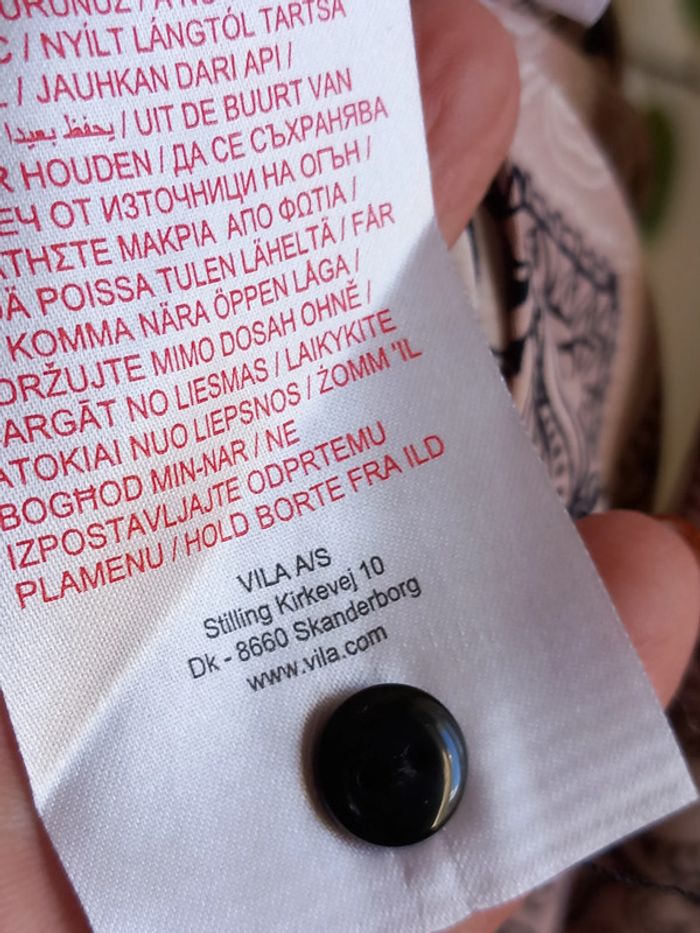 / NYÍLT LÁNGTÓL TARTSA
/ JAUHKAN DARI API /
يحفظ بعيدا / UIT DE BUURT VAN
HOUDEN / ДА СЕ СЪХРАНЯВА
ОТ ИЗТОЧНИЦИ НА ОГЪН /
ΜΑΚΡΙΑ ΑΠΟ ΦΩΤΙΑ /
POISSA TULEN LÄHELTÄ / FÅR
KOMMA NÄRA ÖPPEN LÅGA /
MIMO DOSAH OHNĚ /
NO LIESMAS / LAIKYKITE
NUO LIEPSNOS / ŻOMM 'IL
BOGĦOD MIN-NAR / NE
IZPOSTAVLJAJTE ODPRTEMU
PLAMENU / HOLD BORTE FRA ILD
VILA A/S
Stilling Kirkevej 10
Dk - 8660 Skanderborg
www.vila.com